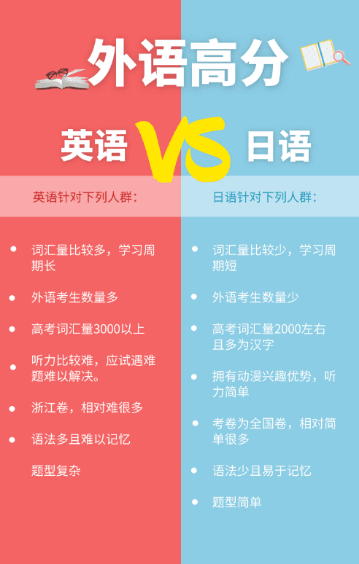 外语高分
英语 VS 日语
英语针对下列人群：
词汇量比较多，学习周
期长
外语考生数量多
高考词汇量3000以上
听力比较难，应试遇难
题难以解决。
浙江卷，相对难很多
语法多且难以记忆
题型复杂
日语针对下列人群：
词汇量比较少，学习周
期短
外语考生数量少
高考词汇量2000左右
且多为汉字
拥有动漫兴趣优势，听
力简单
考卷为全国卷，相对简
单很多
语法少且易于记忆
题型简单